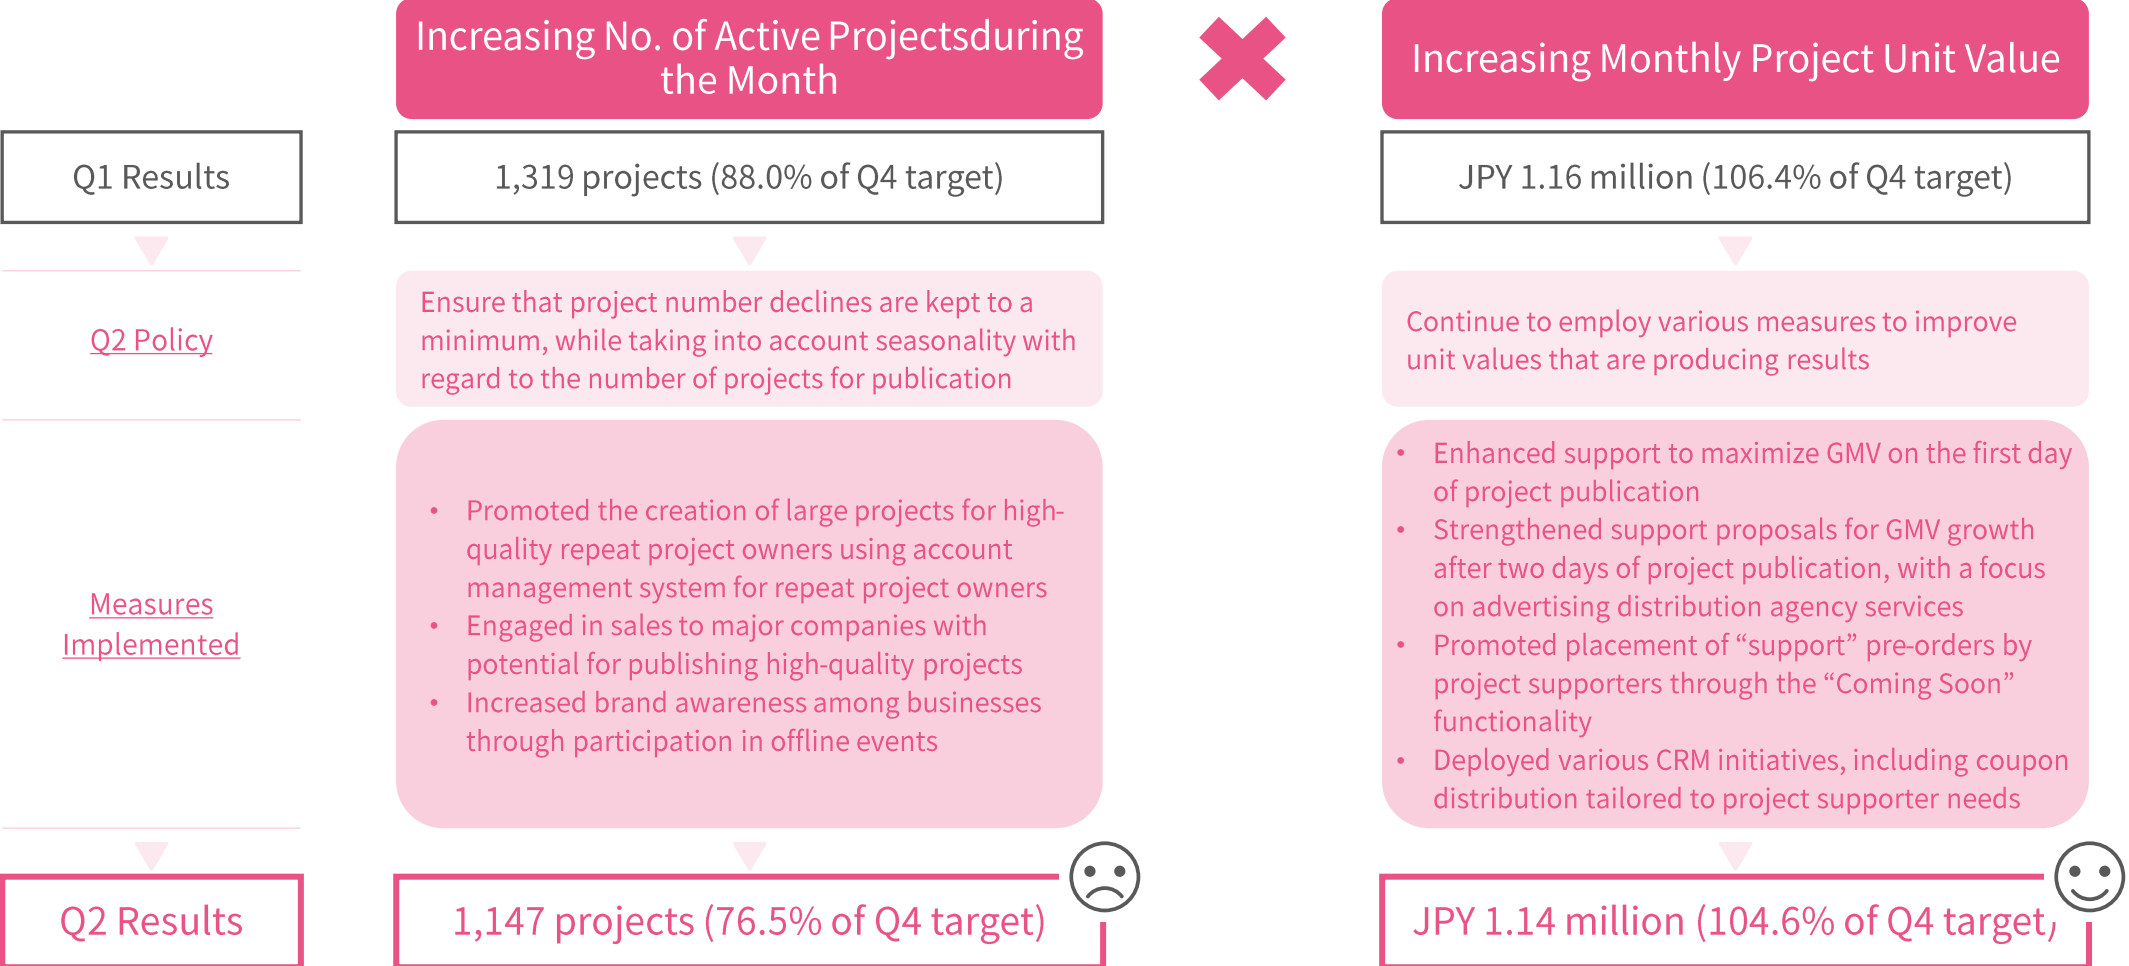 Increasing No. of Active Projectsduring
the Month
Increasing Monthly Project Unit Value
Q1 Results
1,319 projects (88.0% of Q4 target)
JPY 1.16 million (106.4% of Q4 target)
Q2 Policy
Ensure that project number declines are kept to a
minimum, while taking into account seasonality with
regard to the number of projects for publication
Continue to employ various measures to improve
unit values that are producing results
Measures
Implemented
• Promoted the creation of large projects for high-
quality repeat project owners using account
management system for repeat project owners
• Engaged in sales to major companies with
potential for publishing high-quality projects
• Increased brand awareness among businesses
through participation in offline events
• Enhanced support to maximize GMV on the first day
of project publication
• Strengthened support proposals for GMV growth
after two days of project publication, with a focus
on advertising distribution agency services
• Promoted placement of “support” pre-orders by
project supporters through the “Coming Soon”
functionality
• Deployed various CRM initiatives, including coupon
distribution tailored to project supporter needs
Q2 Results
1,147 projects (76.5% of Q4 target)
JPY 1.14 million (104.6% of Q4 target)